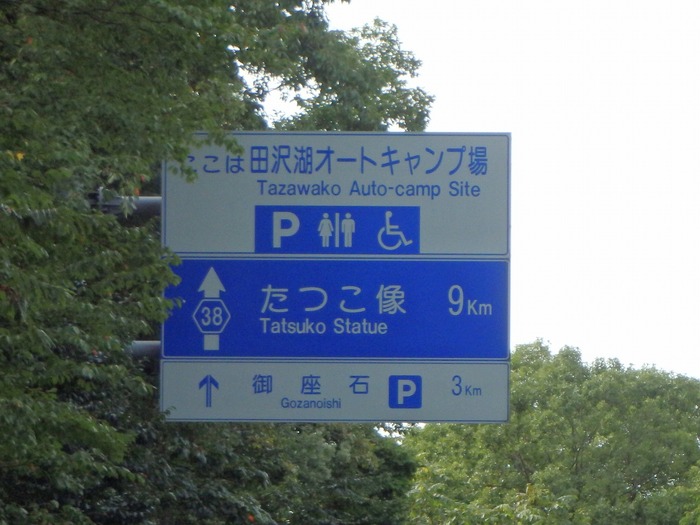 ここは田沢湖オートキャンプ場
Tazawako Auto-camp Site
P
38
たつこ像 9Km
Tatsuko Statue
御座石 P 3Km
Gozanoishi